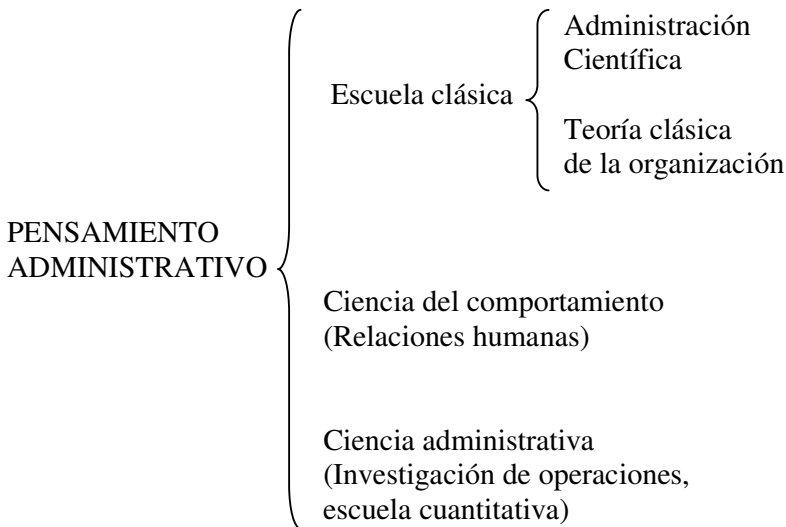 Administración
Científica
Escuela clásica
Teoría clásica
de la organización
PENSAMIENTO
ADMINISTRATIVO
Ciencia del comportamiento
(Relaciones humanas)
Ciencia administrativa
(Investigación de operaciones,
escuela cuantitativa)